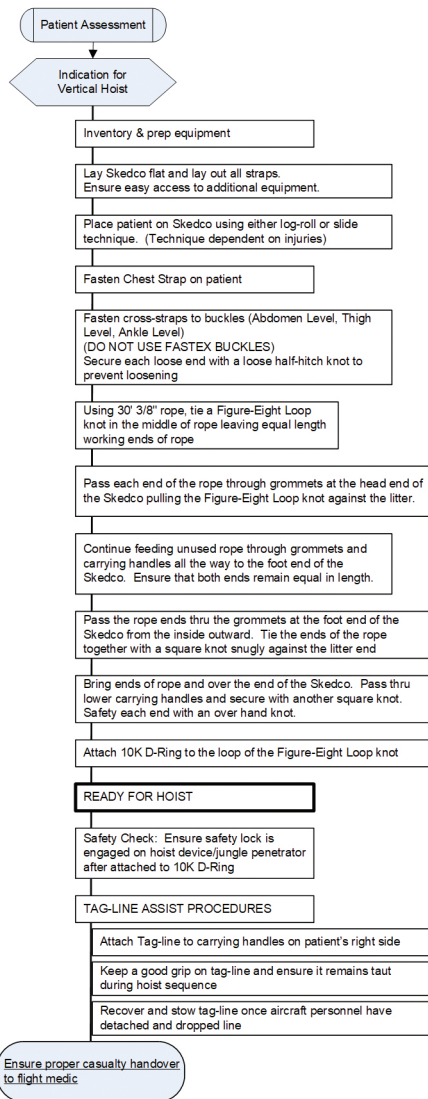 Patient Assessment
Indication for
Vertical Hoist
Inventory & prep equipment
Lay Skedco flat and lay out all straps.
Ensure easy access to additional equipment.
Place patient on Skedco using either log-roll or slide
technique.  (Technique dependent on injuries)
Fasten Chest Strap on patient
Fasten cross-straps to buckles (Abdomen Level, Thigh
Level, Ankle Level)
(DO NOT USE FASTEX BUCKLES)
Secure each loose end with a loose half-hitch knot to
prevent loosening
Using 30' 3/8" rope, tie a Figure-Eight Loop
knot in the middle of rope leaving equal length
working ends of rope
Pass each end of the rope through grommets at the head end of
the Skedco pulling the Figure-Eight Loop knot against the litter.
Continue feeding unused rope through grommets and
carrying handles all the way to the foot end of the
Skedco.  Ensure that both ends remain equal in length.
Pass the rope ends thru the grommets at the foot end of the
Skedco from the inside outward.  Tie the ends of the rope
together with a square knot snugly against the litter end
Bring ends of rope and over the end of the Skedco.  Pass thru
lower carrying handles and secure with another square knot.
Safety each end with an over hand knot.
Attach 10K D-Ring to the loop of the Figure-Eight Loop knot
READY FOR HOIST
Safety Check:  Ensure safety lock is
engaged on hoist device/jungle penetrator
after attached to 10K D-Ring
TAG-LINE ASSIST PROCEDURES
Attach Tag-line to carrying handles on patient's right side
Keep a good grip on tag-line and ensure it remains taut
during hoist sequence
Recover and stow tag-line once aircraft personnel have
detached and dropped line
Ensure proper casualty handover
to flight medic